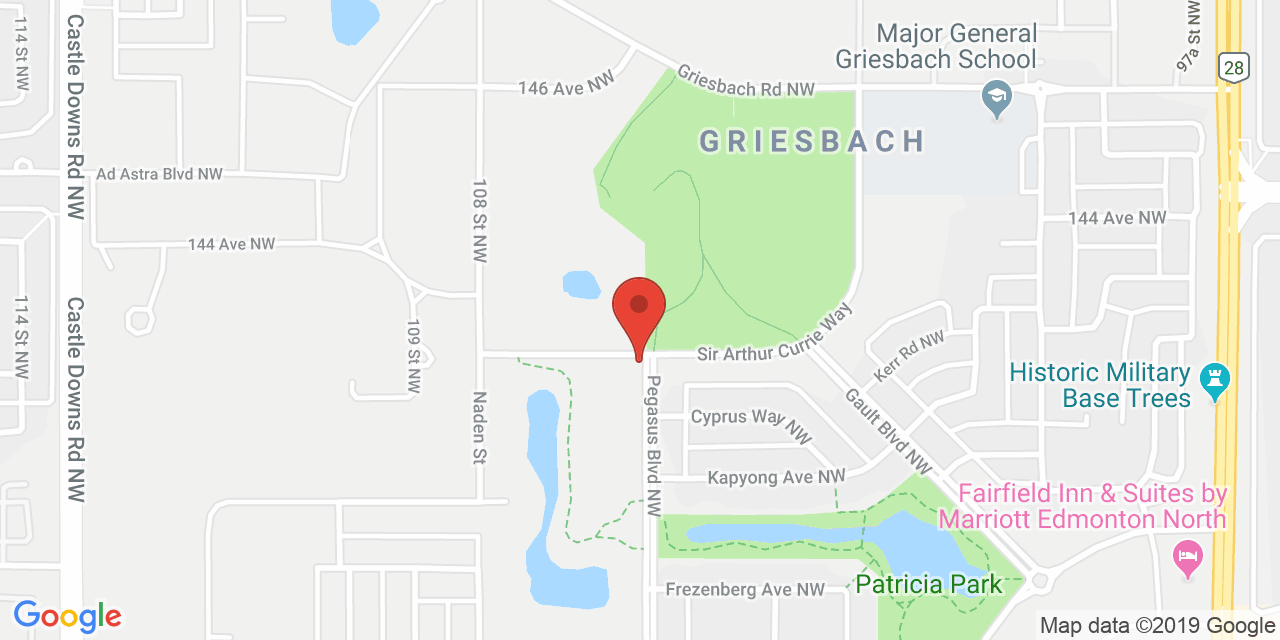 114 St NW
Castle Downs Rd NW
Major General
Griesbach School
97a St NW
28
146 Ave NW
Griesbach Rd NW
GRIESBACH
Ad Astra Blvd NW
108 St NW
144 Ave NW
144 Ave NW
114 St NW
Castle Downs Rd NW
109 St NW
Sir Arthur Currie Way
Kerr Rd NW
Historic Military
Base Trees
Naden St
Pegasus Blvd NW
Cyprus Way NW
Gault Blvd NW
Kapyong Ave NW
Fairfield Inn & Suites by
Marriott Edmonton North
Frezenberg Ave NW
Patricia Park
Google
Map data ©2019 Google